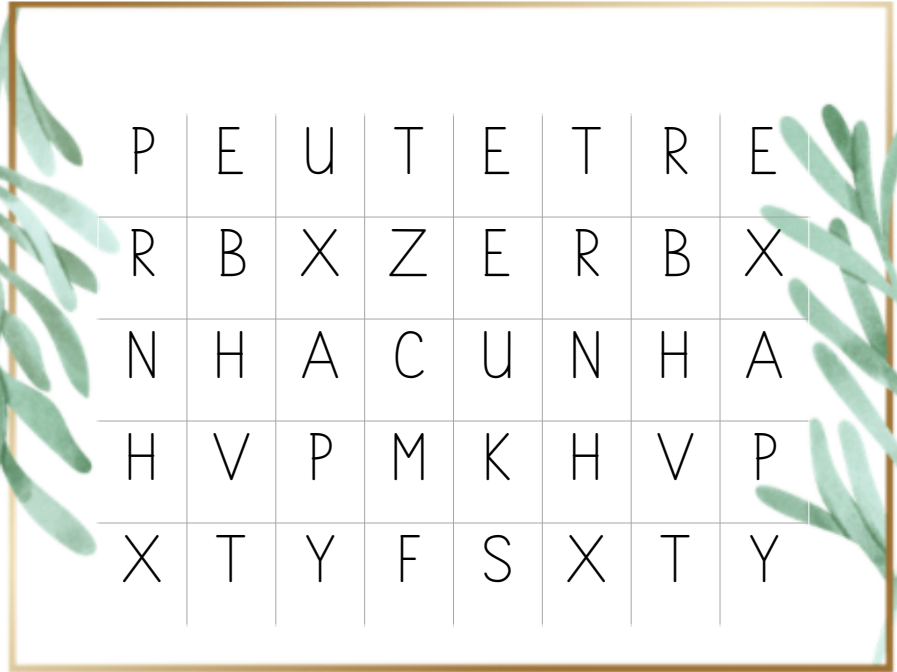 P E U T E T R E
R B X Z E R B X
N H A C U N H A
H V P M K H V P
X T Y F S X T Y